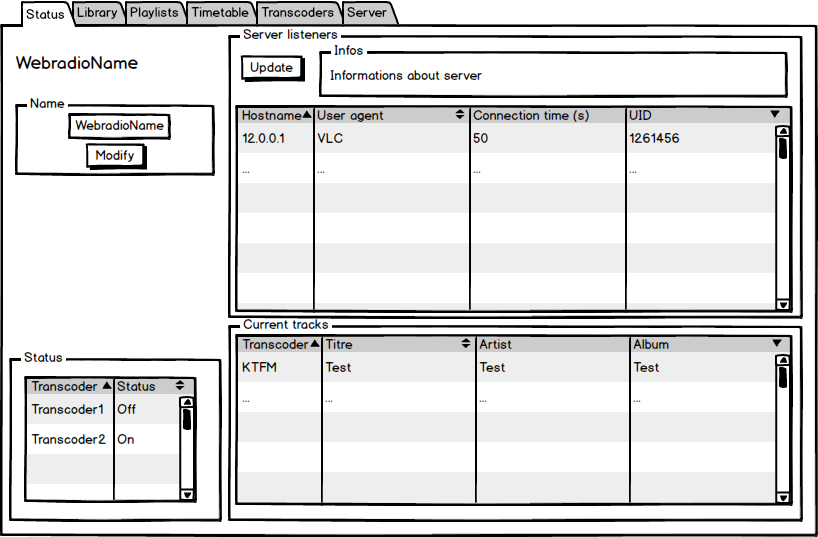 Status Library Playlists Timetable Transcoders Server
WebradioName
Name
WebradioName
Modify
Server listeners
Update
Infos
Informations about server
Hostname User agent Connection time (s) UID
12.0.0.1 VLC 50 1261456
... ... ... ...
Status
Transcoder Status
Transcoder1 Off
Transcoder2 On
Current tracks
Transcoder Titre Artist Album
KTFM Test Test Test
... ... ... ...